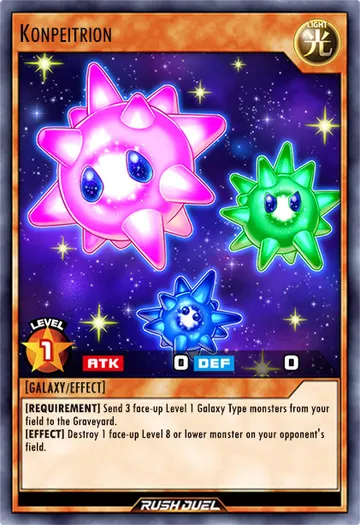 KONPEITRION
LIGHT
光
LEVEL
1
ATK 0 DEF 0
[GALAXY/EFFECT]
[REQUIREMENT] Send 3 face-up Level 1 Galaxy Type monsters from your
field to the Graveyard.
[EFFECT] Destroy 1 face-up Level 8 or lower monster on your opponent's
field.
RUSH DUEL